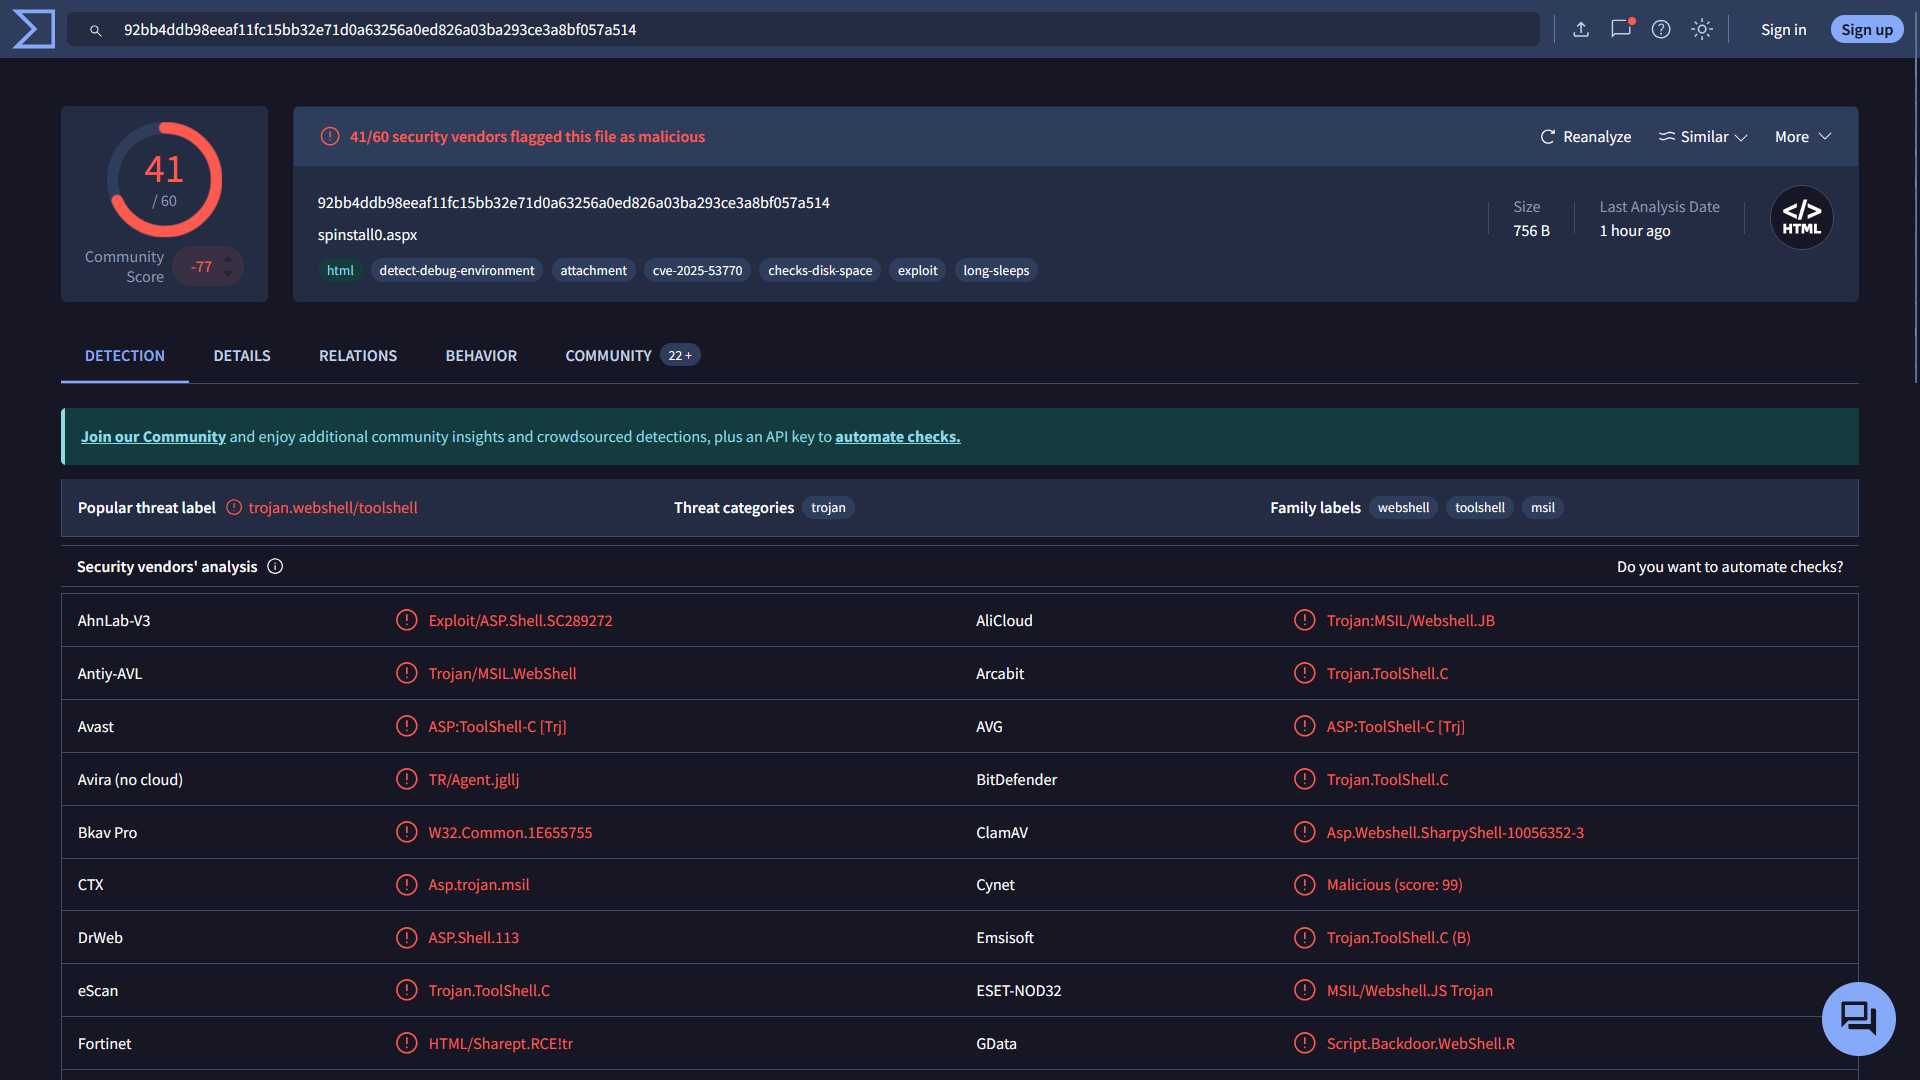 92bb4ddb98eeaf11fc15bb32e71d0a63256a0ed826a03ba293ce3a8bf057a514
Sign in
Sign up
41
/ 60
Community Score
-77
41/60 security vendors flagged this file as malicious
Reanalyze
Similar
More
92bb4ddb98eeaf11fc15bb32e71d0a63256a0ed826a03ba293ce3a8bf057a514
spinstall0.aspx
html
detect-debug-environment
attachment
cve-2025-53770
checks-disk-space
exploit
long-sleeps
Size
756 B
Last Analysis Date
1 hour ago
HTML
DETECTION
DETAILS
RELATIONS
BEHAVIOR
COMMUNITY 22 +
Join our Community and enjoy additional community insights and crowdsourced detections, plus an API key to automate checks.
Popular threat label trojan.webshell/toolshell
Threat categories trojan
Family labels webshell toolshell msil
Security vendors' analysis
Do you want to automate checks?
AhnLab-V3 Exploit/ASP.Shell.SC289272 AliCloud Trojan:MSIL/Webshell.JB
Antiy-AVL Trojan/MSIL.WebShell Arcabit Trojan.ToolShell.C
Avast ASP:ToolShell-C [Trj] AVG ASP:ToolShell-C [Trj]
Avira (no cloud) TR/Agent.jgllj BitDefender Trojan.ToolShell.C
Bkav Pro W32.Common.1E655755 ClamAV Asp.Webshell.SharpyShell-10056352-3
CTX Asp.trojan.msil Cynet Malicious (score: 99)
DrWeb ASP.Shell.113 Emsisoft Trojan.ToolShell.C (B)
eScan Trojan.ToolShell.C ESET-NOD32 MSIL/Webshell.JS Trojan
Fortinet HTML/Sharept.RCE!tr GData Script.Backdoor.WebShell.R